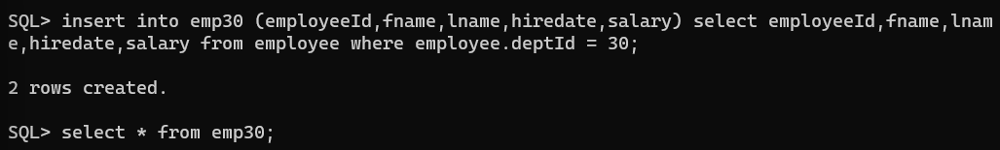 SQL> insert into emp30 (employeeId,fname,lname,hiredate,salary) select employeeId,fname,lnam
e,hiredate,salary from employee where employee.deptId = 30;
2 rows created.
SQL> select * from emp30;